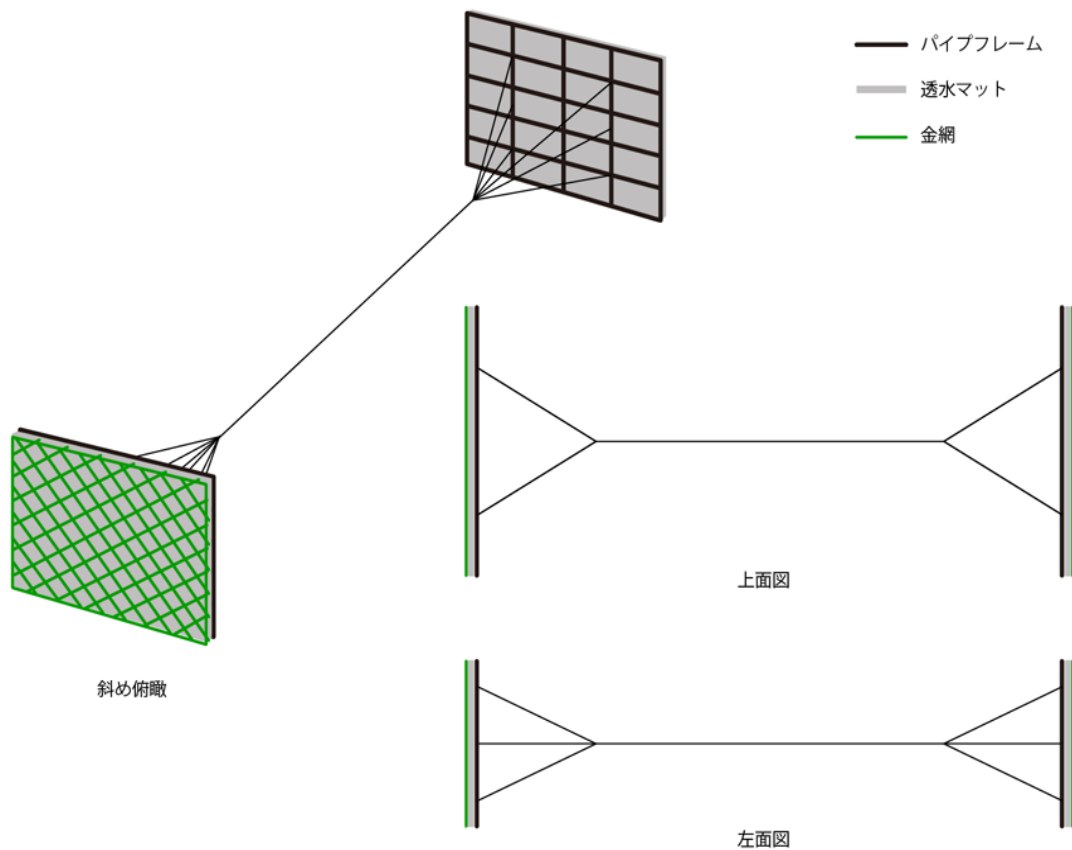 パイプフレーム
透水マット
金網
上面図
斜め俯瞰
左面図